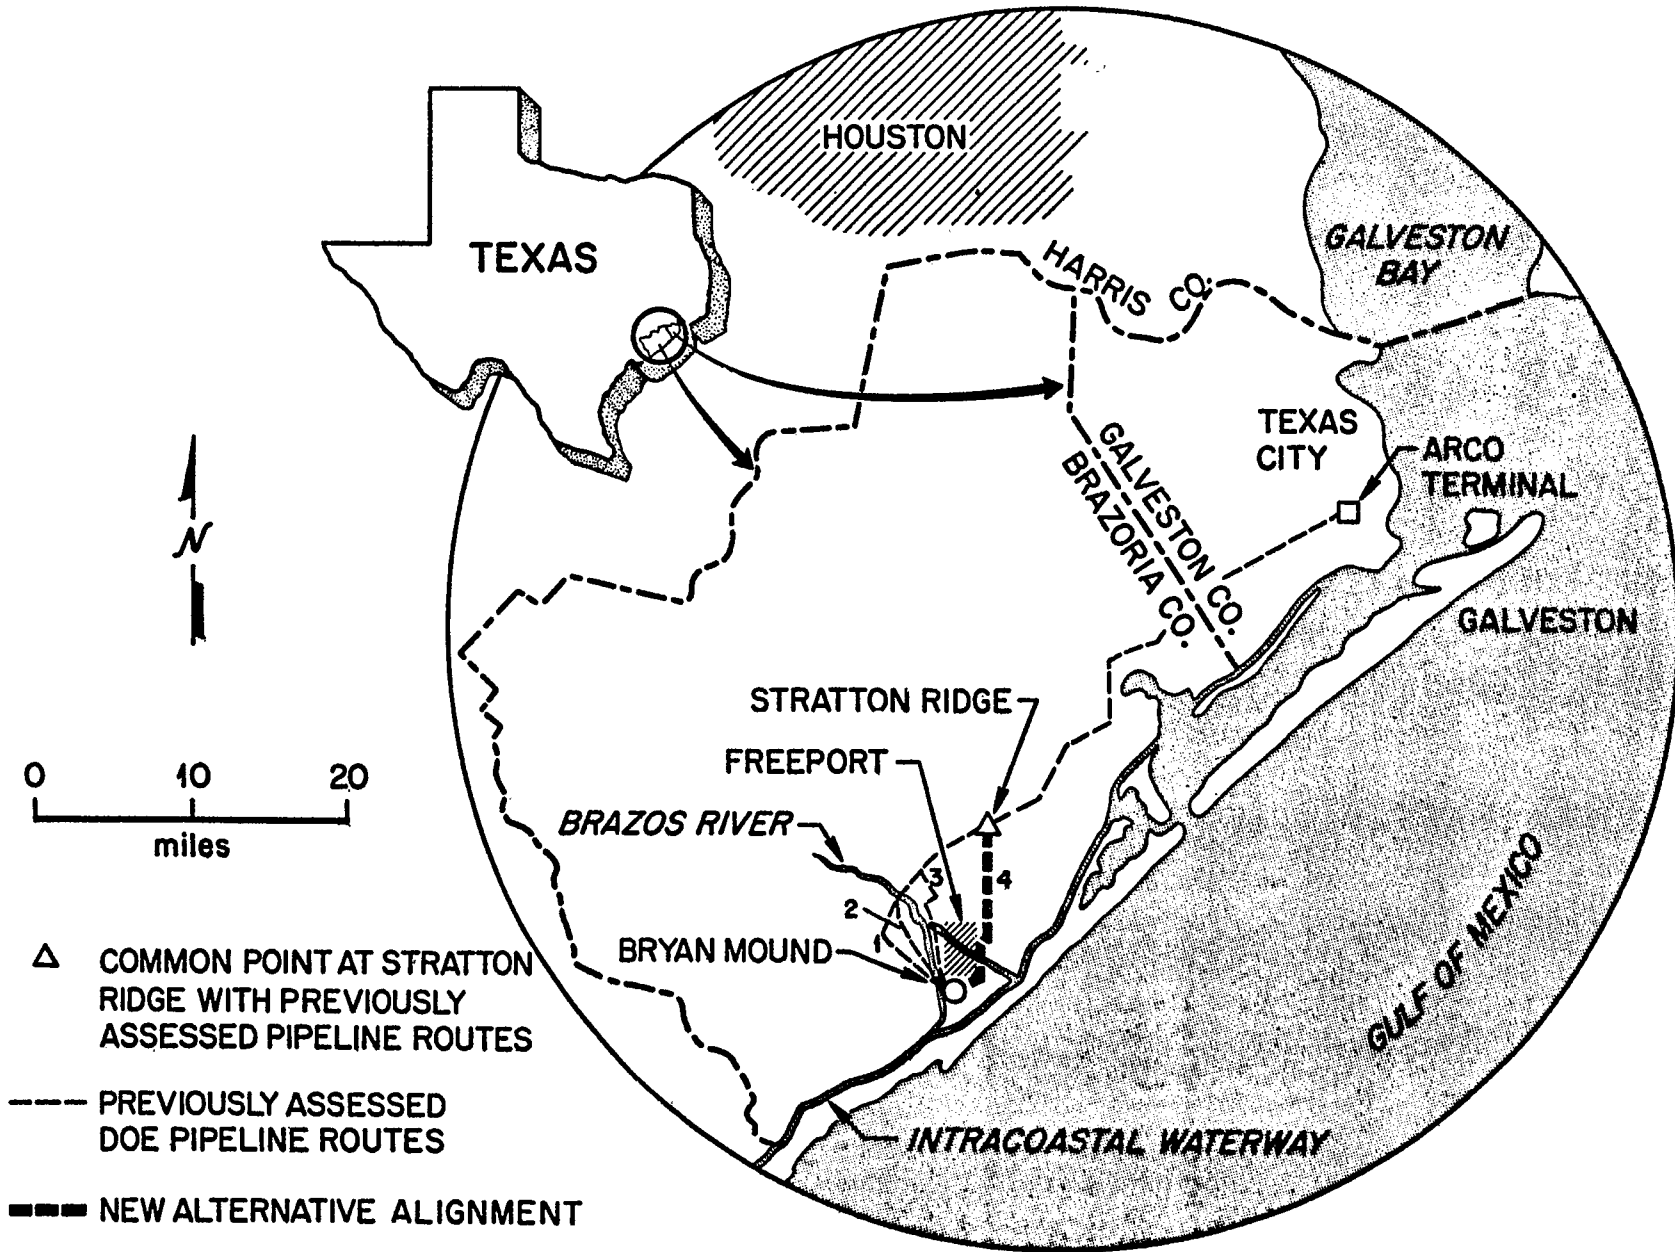 HOUSTON
TEXAS
GALVESTON
BAY
HARRIS CO.
TEXAS
CITY
ARCO
TERMINAL
GALVESTON CO.
BRAZORIA CO.
N
GALVESTON
STRATTON RIDGE
FREEPORT
0 10 20
miles
BRAZOS RIVER
3
4
2
1
BRYAN MOUND
GULF OF MEXICO
COMMON POINT AT STRATTON
RIDGE WITH PREVIOUSLY
ASSESSED PIPELINE ROUTES
PREVIOUSLY ASSESSED
DOE PIPELINE ROUTES
INTRACOASTAL WATERWAY
NEW ALTERNATIVE ALIGNMENT